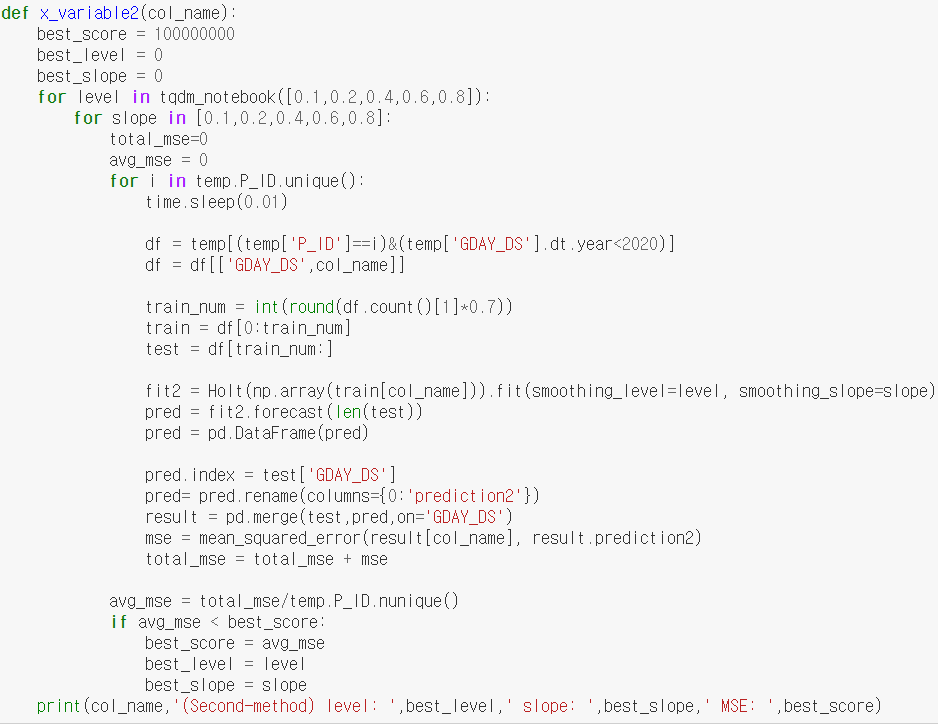 def x_variable2(col_name):
    best_score = 100000000
    best_level = 0
    best_slope = 0
    for level in tqdm_notebook([0.1,0.2,0.4,0.6,0.8]):
        for slope in [0.1,0.2,0.4,0.6,0.8]:
            total_mse=0
            avg_mse = 0
            for i in temp.P_ID.unique():
                time.sleep(0.01)
                df = temp[(temp['P_ID']==i)&(temp['GDAY_DS'].dt.year<2020)]
                df = df[['GDAY_DS',col_name]]
                train_num = int(round(df.count()[1]*0.7))
                train = df[0:train_num]
                test = df[train_num:]
                fit2 = Holt(np.array(train[col_name])).fit(smoothing_level=level, smoothing_slope=slope)
                pred = fit2.forecast(len(test))
                pred = pd.DataFrame(pred)
                pred.index = test['GDAY_DS']
                pred= pred.rename(columns={0:'prediction2'})
                result = pd.merge(test,pred,on='GDAY_DS')
                mse = mean_squared_error(result[col_name], result.prediction2)
                total_mse = total_mse + mse
            avg_mse = total_mse/temp.P_ID.nunique()
            if avg_mse < best_score:
                best_score = avg_mse
                best_level = level
                best_slope = slope
    print(col_name,'(Second-method) level: ',best_level,' slope: ',best_slope,' MSE: ',best_score)